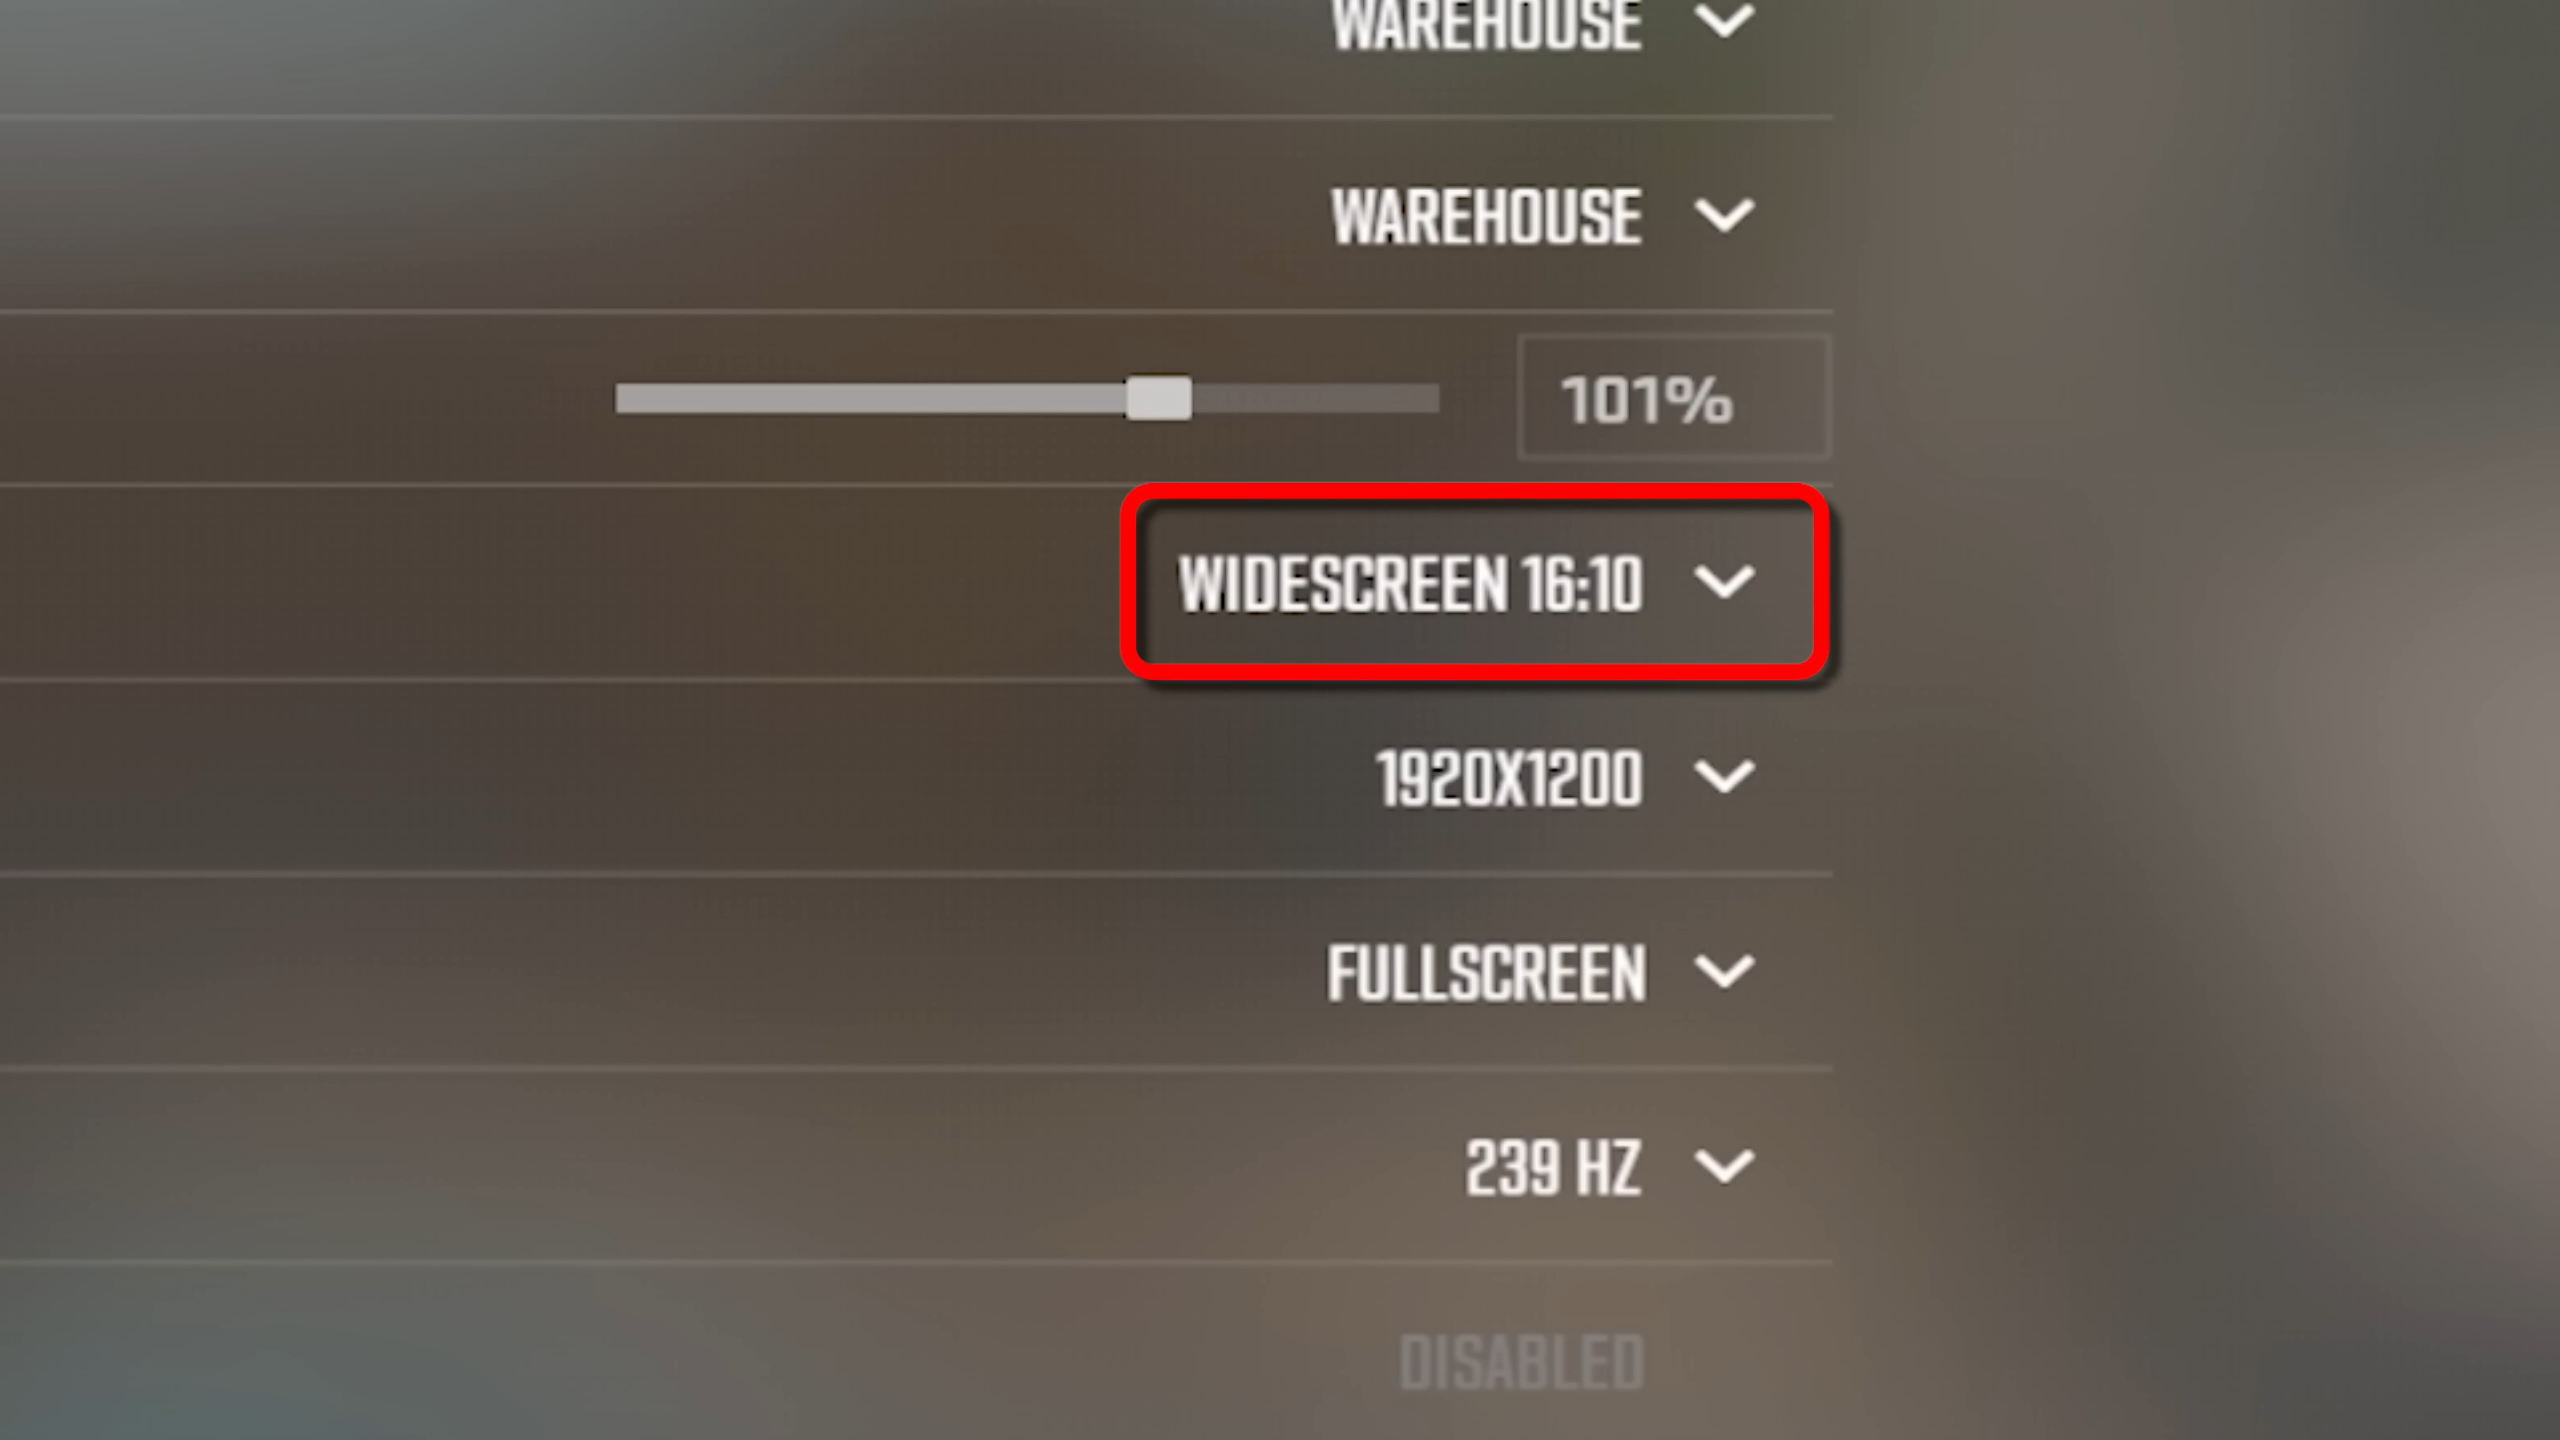 WAREHOUSE
WAREHOUSE
101%
WIDESCREEN 16:10
1920X1200
FULLSCREEN
239 HZ
DISABLED